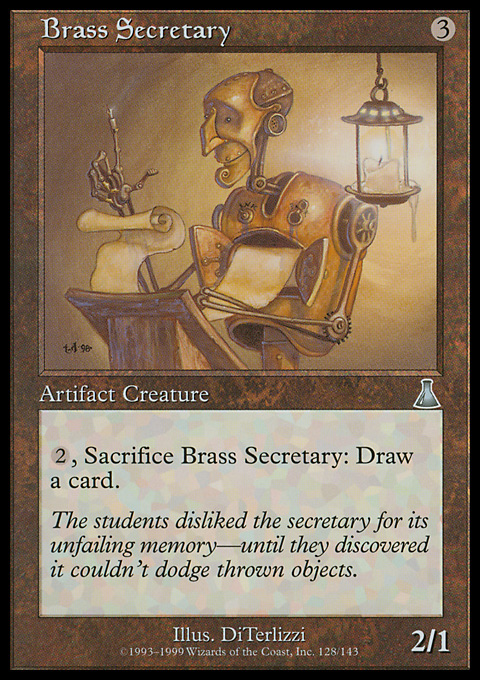 Brass Secretary 3
Artifact Creature
2, Sacrifice Brass Secretary: Draw
a card.
The students disliked the secretary for its
unfailing memory—until they discovered
it couldn't dodge thrown objects.
Illus. DiTerlizzi
©1993–1999 Wizards of the Coast, Inc. 128/143
2/1